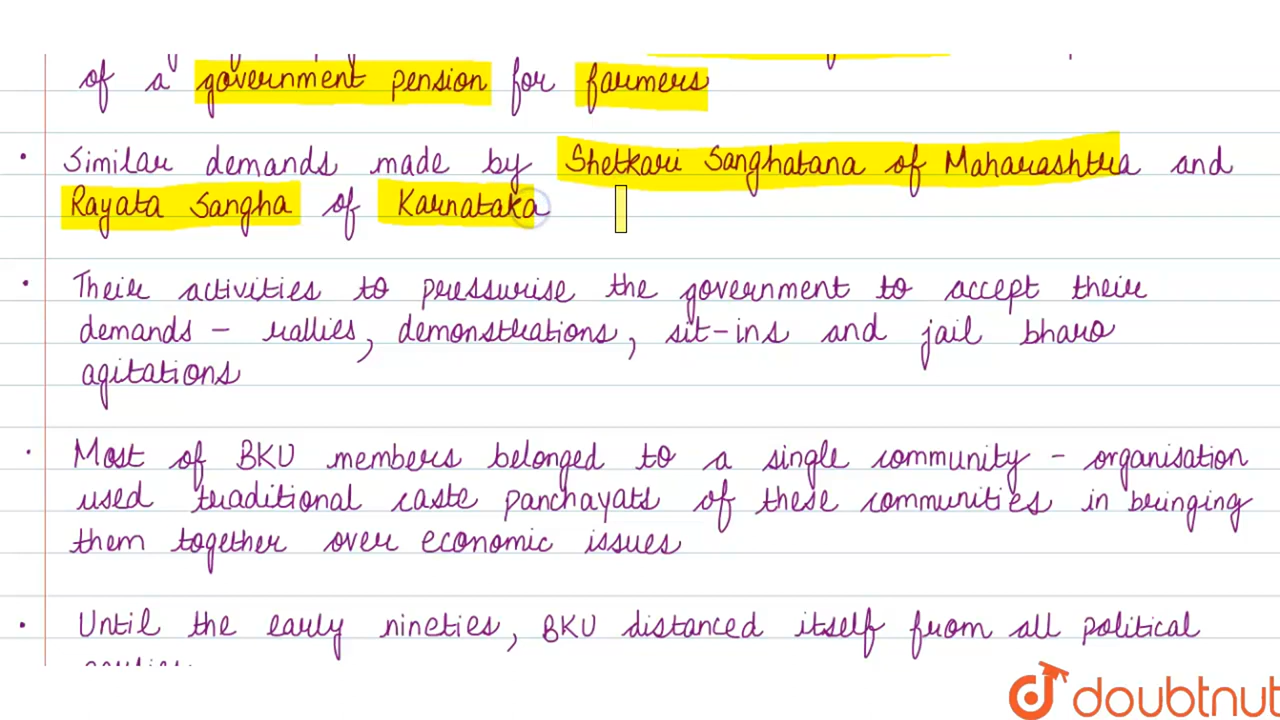 of a government pension for farmers
• Similar demands made by Shetkari Sanghatana of Maharashtra and
Rayata Sangha of Karnataka
• Their activities to pressurise the government to accept their
demands – rallies, demonstrations, sit-ins and jail bharo
agitations
• Most of BKU members belonged to a single community – organisation
used traditional caste panchayats of these communities in bringing
them together over economic issues
• Until the early nineties, BKU distanced itself from all political
doubtnut